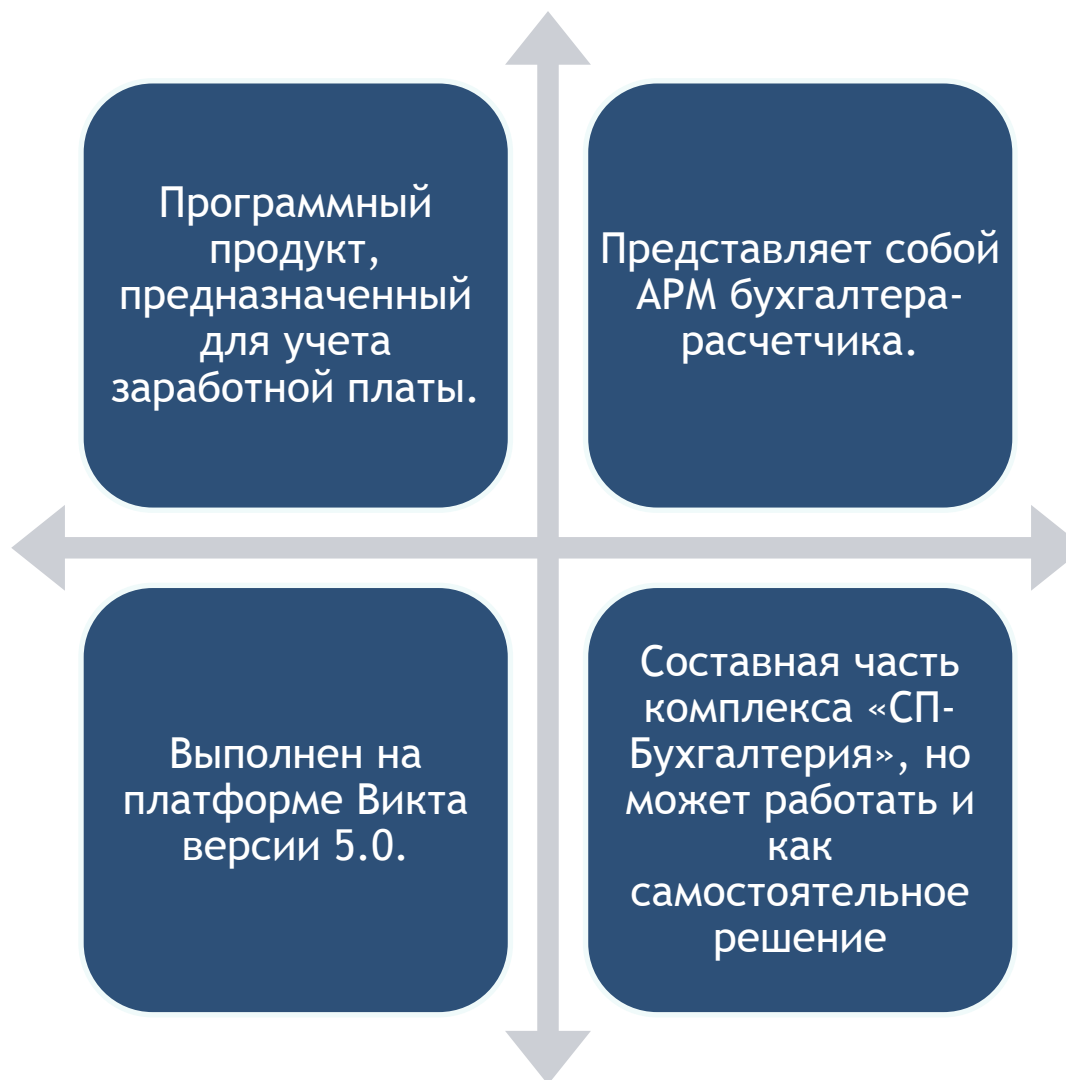 Программный
продукт,
предназначенный
для учета
заработной платы.
Представляет собой
АРМ бухгалтера-
расчетчика.
Выполнен на
платформе Викта
версии 5.0.
Составная часть
комплекса «СП-
Бухгалтерия», но
может работать и
как
самостоятельное
решение